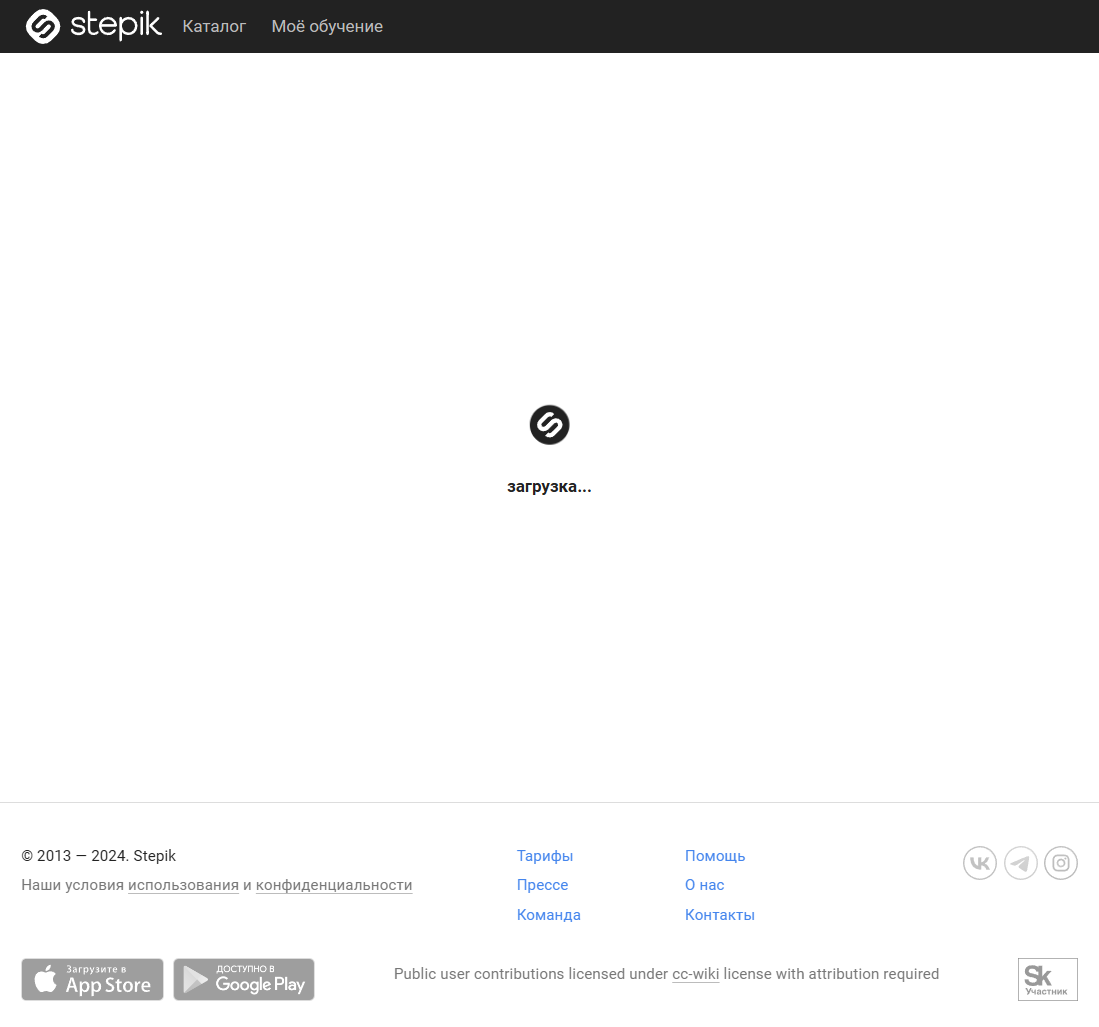 stepik Каталог Моё обучение
загрузка...
© 2013 — 2024. Stepik
Наши условия использования и конфиденциальности
Тарифы
Прессе
Команда
Помощь
О нас
Контакты
Загрузите в
App Store
ДОСТУПНО В
Google Play
Public user contributions licensed under cc-wiki license with attribution required
Sk
Участник